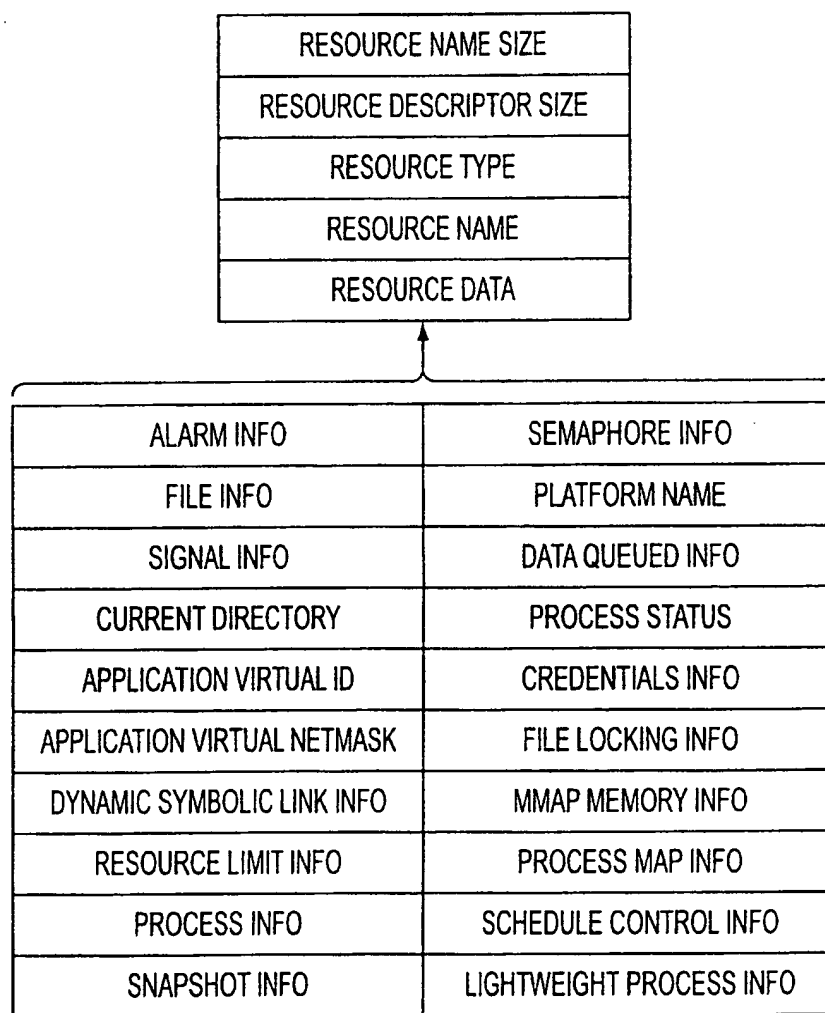 RESOURCE NAME SIZE
RESOURCE DESCRIPTOR SIZE
RESOURCE TYPE
RESOURCE NAME
RESOURCE DATA
ALARM INFO SEMAPHORE INFO
FILE INFO PLATFORM NAME
SIGNAL INFO DATA QUEUED INFO
CURRENT DIRECTORY PROCESS STATUS
APPLICATION VIRTUAL ID CREDENTIALS INFO
APPLICATION VIRTUAL NETMASK FILE LOCKING INFO
DYNAMIC SYMBOLIC LINK INFO MMAP MEMORY INFO
RESOURCE LIMIT INFO PROCESS MAP INFO
PROCESS INFO SCHEDULE CONTROL INFO
SNAPSHOT INFO LIGHTWEIGHT PROCESS INFO